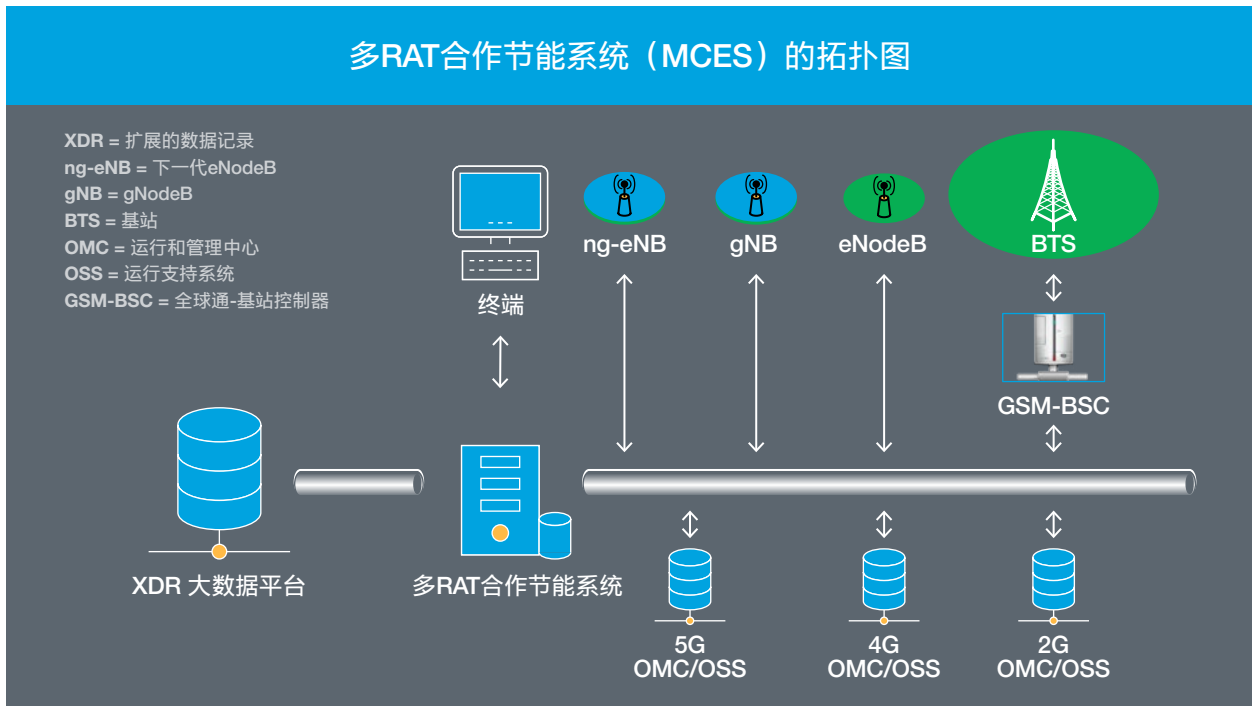 多RAT合作节能系统（MCES）的拓扑图
XDR = 扩展的数据记录
ng-eNB = 下一代eNodeB
gNB = gNodeB
BTS = 基站
OMC = 运行和管理中心
OSS = 运行支持系统
GSM-BSC = 全球通-基站控制器
终端
ng-eNB
gNB
eNodeB
BTS
GSM-BSC
XDR 大数据平台
多RAT合作节能系统
5G
OMC/OSS
4G
OMC/OSS
2G
OMC/OSS